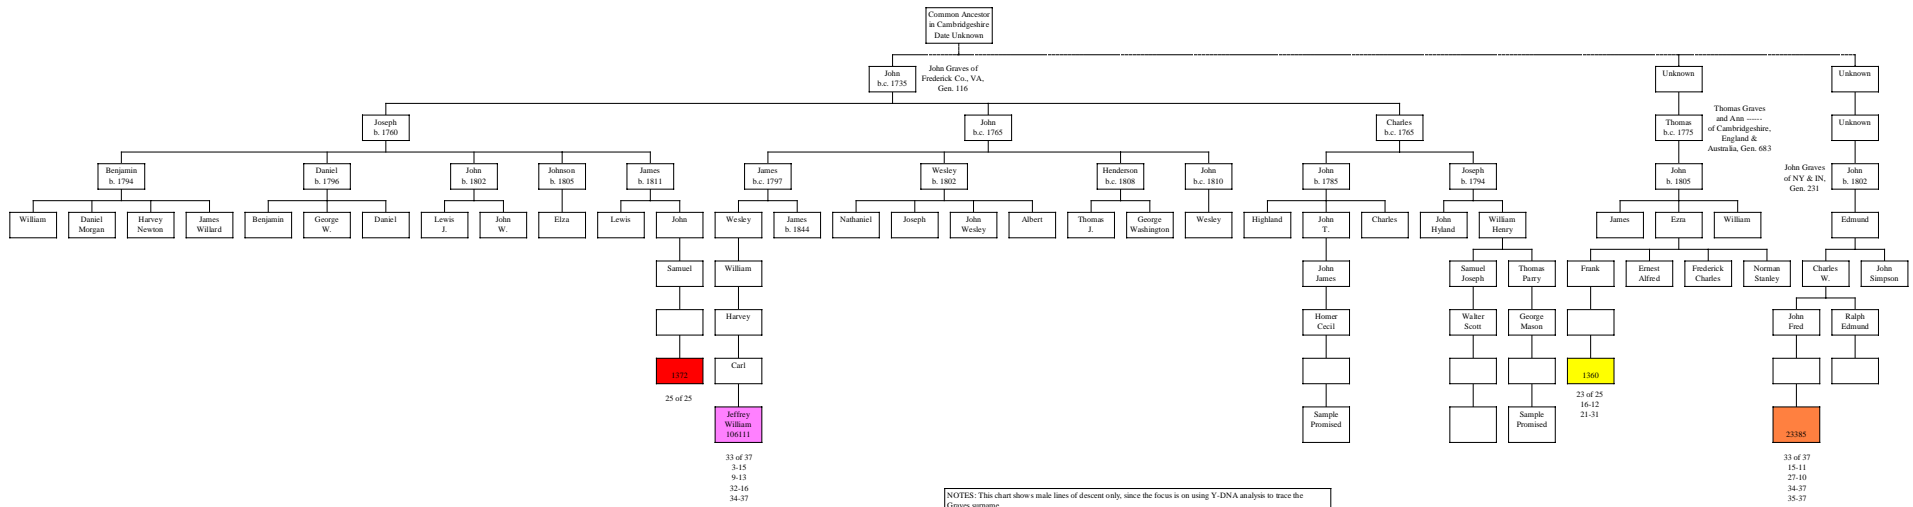 Common Ancestor
in Cambridgeshire
Date Unknown
John
b.c. 1735
John Graves of
Frederick Co., VA,
Gen. 116
Unknown
Unknown
Joseph
b. 1760
John
b.c. 1765
Charles
b.c. 1765
Thomas
b.c. 1775
Thomas Graves
and Ann ------
of Cambridgeshire,
England &
Australia, Gen. 683
Unknown
Benjamin
b. 1794
Daniel
b. 1796
John
b. 1802
Johnson
b. 1805
James
b. 1811
James
b.c. 1797
Wesley
b. 1802
Henderson
b.c. 1808
John
b.c. 1810
John
b. 1785
Joseph
b. 1794
John
b. 1805
John Graves
of NY & IN,
Gen. 231
John
b. 1802
William
Daniel
Morgan
Harvey
Newton
James
Willard
Benjamin
George
W.
Daniel
Lewis
J.
John
W.
Elza
Lewis
John
Wesley
James
b. 1844
Nathaniel
Joseph
John
Wesley
Albert
Thomas
J.
George
Washington
Wesley
Highland
John
T.
Charles
John
Hyland
William
Henry
James
Ezra
William
Edmund
Samuel
William
John
James
Samuel
Joseph
Thomas
Parry
Frank
Ernest
Alfred
Frederick
Charles
Norman
Stanley
Charles
W.
John
Simpson
Harvey
Homer
Cecil
Walter
Scott
George
Mason
John
Fred
Ralph
Edmund
1372
Carl
1360
25 of 25
23 of 25
16-12
21-31
Jeffrey
William
106111
Sample
Promised
Sample
Promised
23385
33 of 37
3-15
9-13
32-16
34-37
33 of 37
15-11
27-10
34-37
35-37
NOTES: This chart shows male lines of descent only, since the focus is on using Y-DNA analysis to trace the
Graves surname